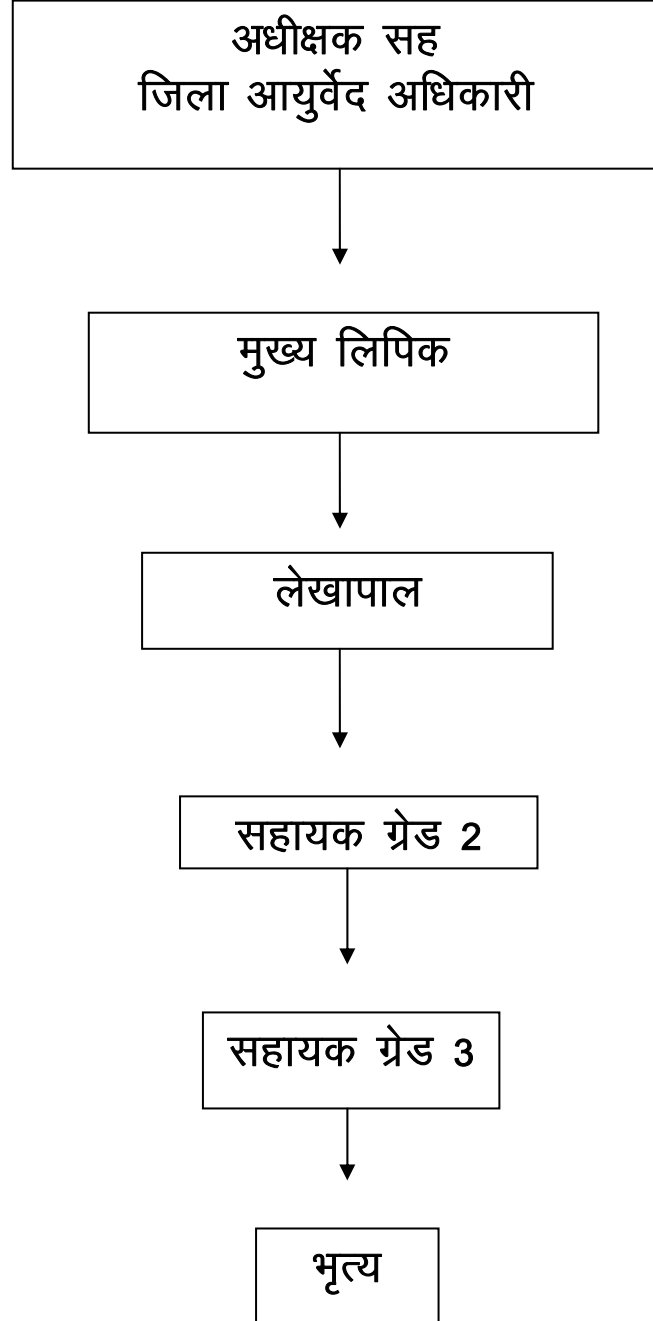 अधीक्षक सह
जिला आयुर्वेद अधिकारी
मुख्य लिपिक
लेखापाल
सहायक ग्रेड 2
सहायक ग्रेड 3
भृत्य